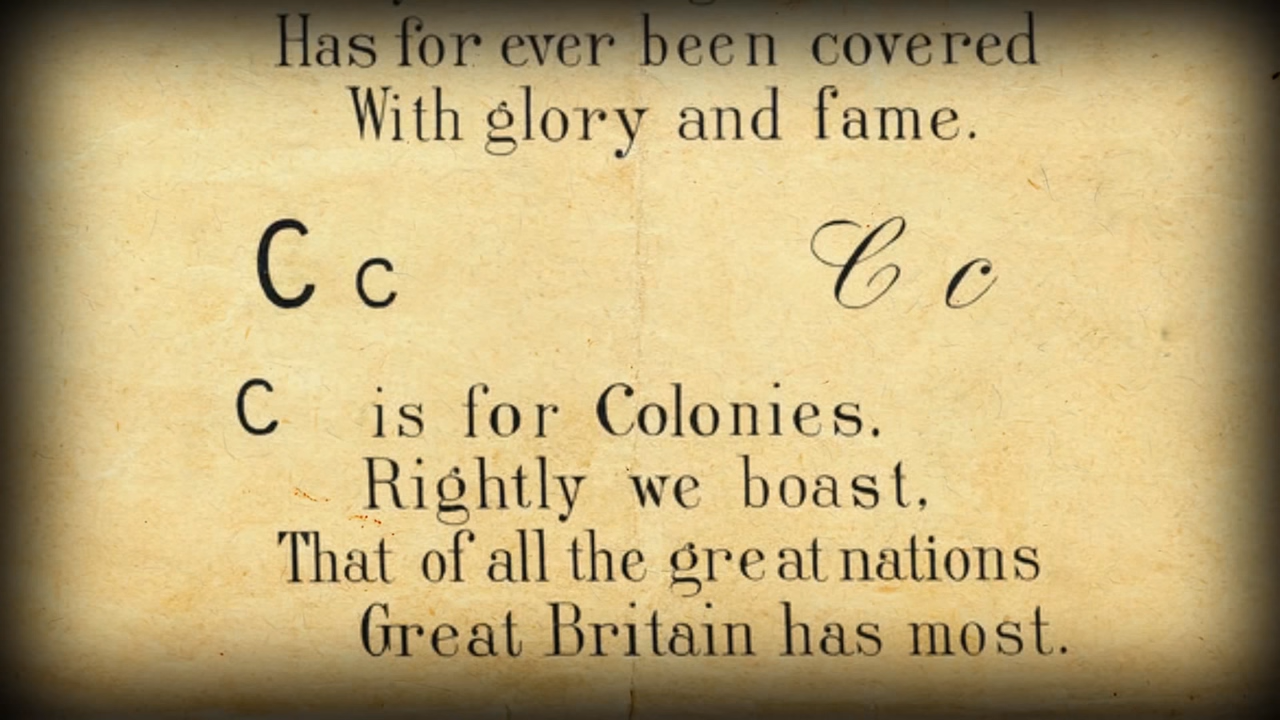 Has for ever been covered
With glory and fame.
C c C c
C is for Colonies.
Rightly we boast,
That of all the great nations
Great Britain has most.